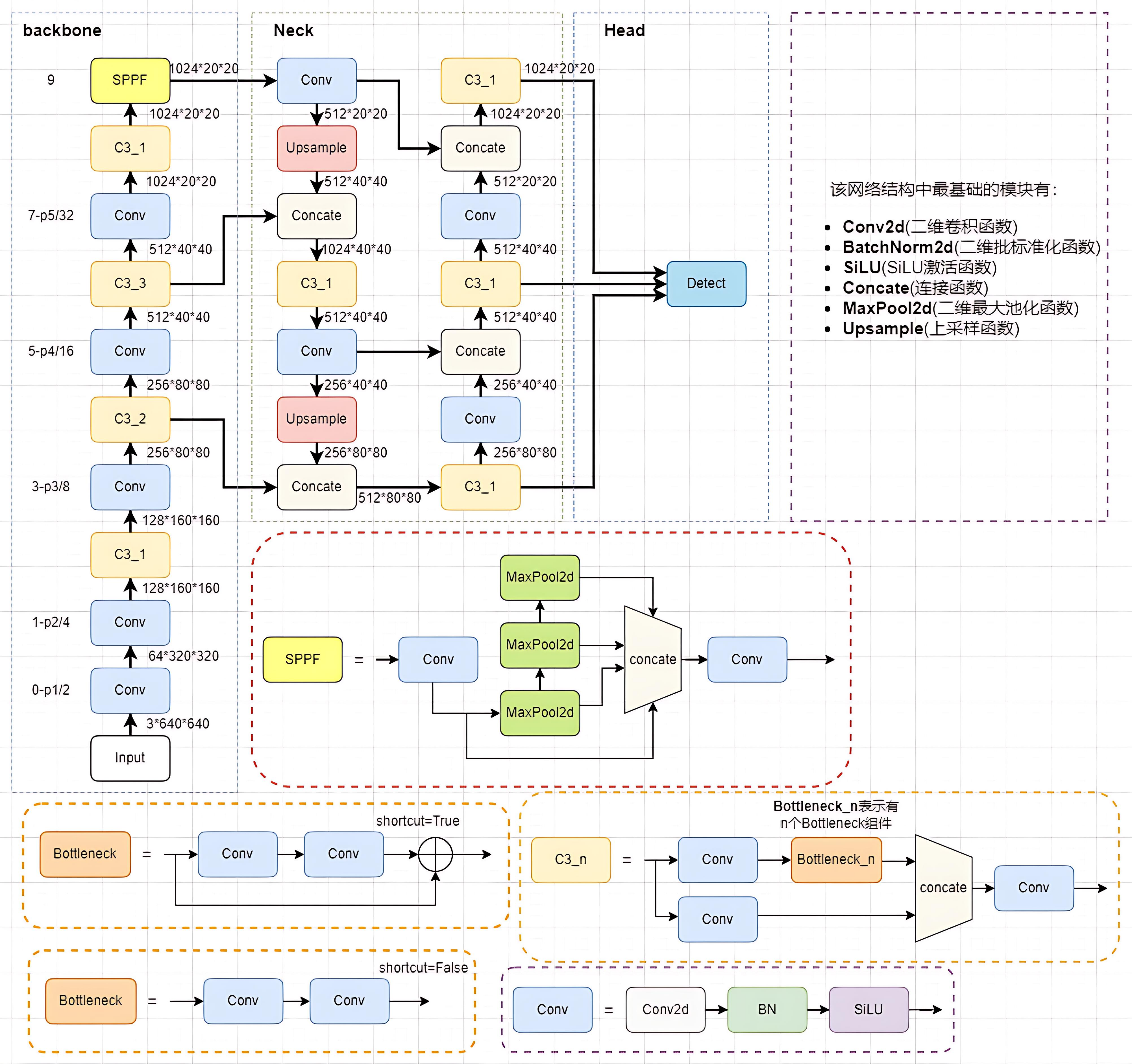 backbone
9
SPPF
1024*20*20
1024*20*20
C3_1
1024*20*20
7-p5/32
Conv
512*40*40
C3_3
512*40*40
5-p4/16
Conv
256*80*80
C3_2
256*80*80
3-p3/8
Conv
128*160*160
C3_1
128*160*160
1-p2/4
Conv
64*320*320
0-p1/2
Conv
3*640*640
Input
Neck
Conv
512*20*20
Upsample
512*40*40
Concate
1024*40*40
C3_1
512*40*40
Conv
256*40*40
Upsample
256*80*80
Concate
512*80*80
C3_1
1024*20*20
1024*20*20
Concate
512*20*20
Conv
512*40*40
C3_1
512*40*40
Concate
256*40*40
Conv
256*80*80
C3_1
Head
Detect
该网络结构中最基础的模块有：
• Conv2d(二维卷积函数)
• BatchNorm2d(二维批标准化函数)
• SiLU(SiLU激活函数)
• Concate(连接函数)
• MaxPool2d(二维最大池化函数)
• Upsample(上采样函数)
SPPF
=
Conv
MaxPool2d
MaxPool2d
MaxPool2d
concate
Conv
shortcut=True
Bottleneck
=
Conv
Conv
Bottleneck_n表示有
n个Bottleneck组件
C3_n
=
Conv
Bottleneck_n
Conv
concate
Conv
shortcut=False
Bottleneck
=
Conv
Conv
Conv
=
Conv2d
BN
SiLU